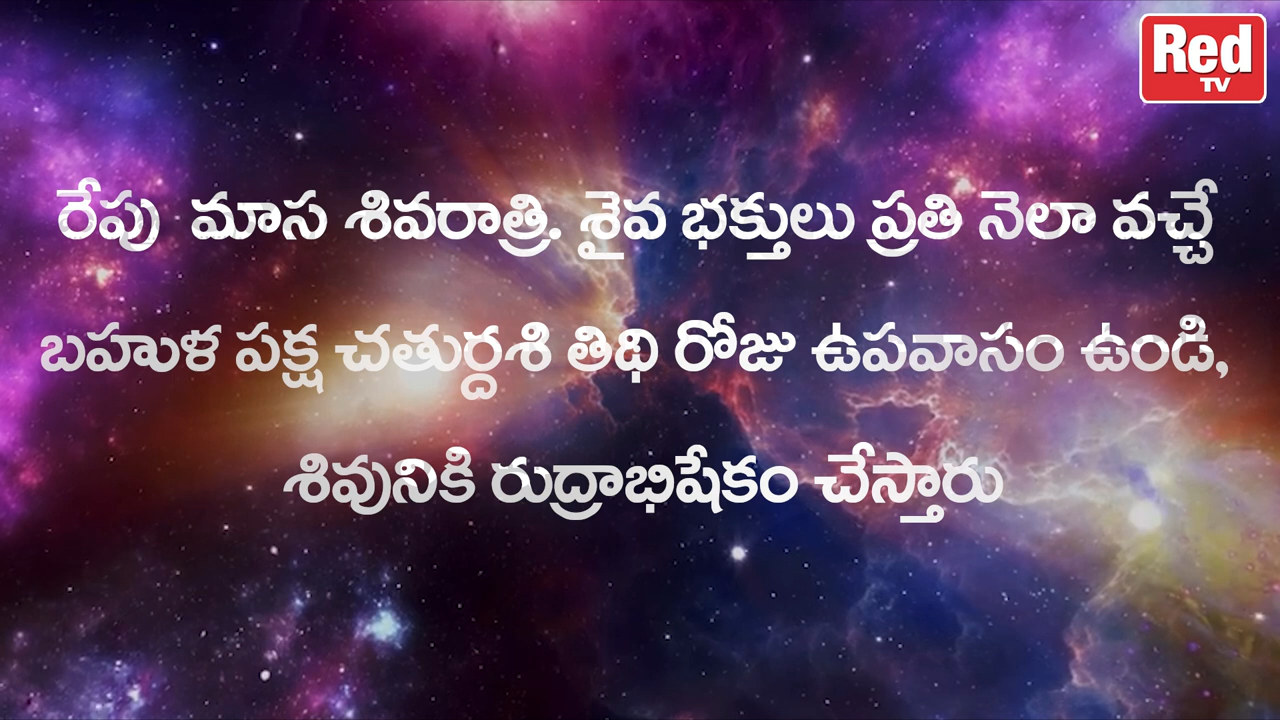 Red
TV
రేపు మాస శివరాత్రి. శైవ భక్తులు ప్రతి నెలా వచ్చే
బహుళ పక్ష చతుర్దశి తిథి రోజు ఉపవాసం ఉండి,
శివునికి రుద్రాభిషేకం చేస్తారు